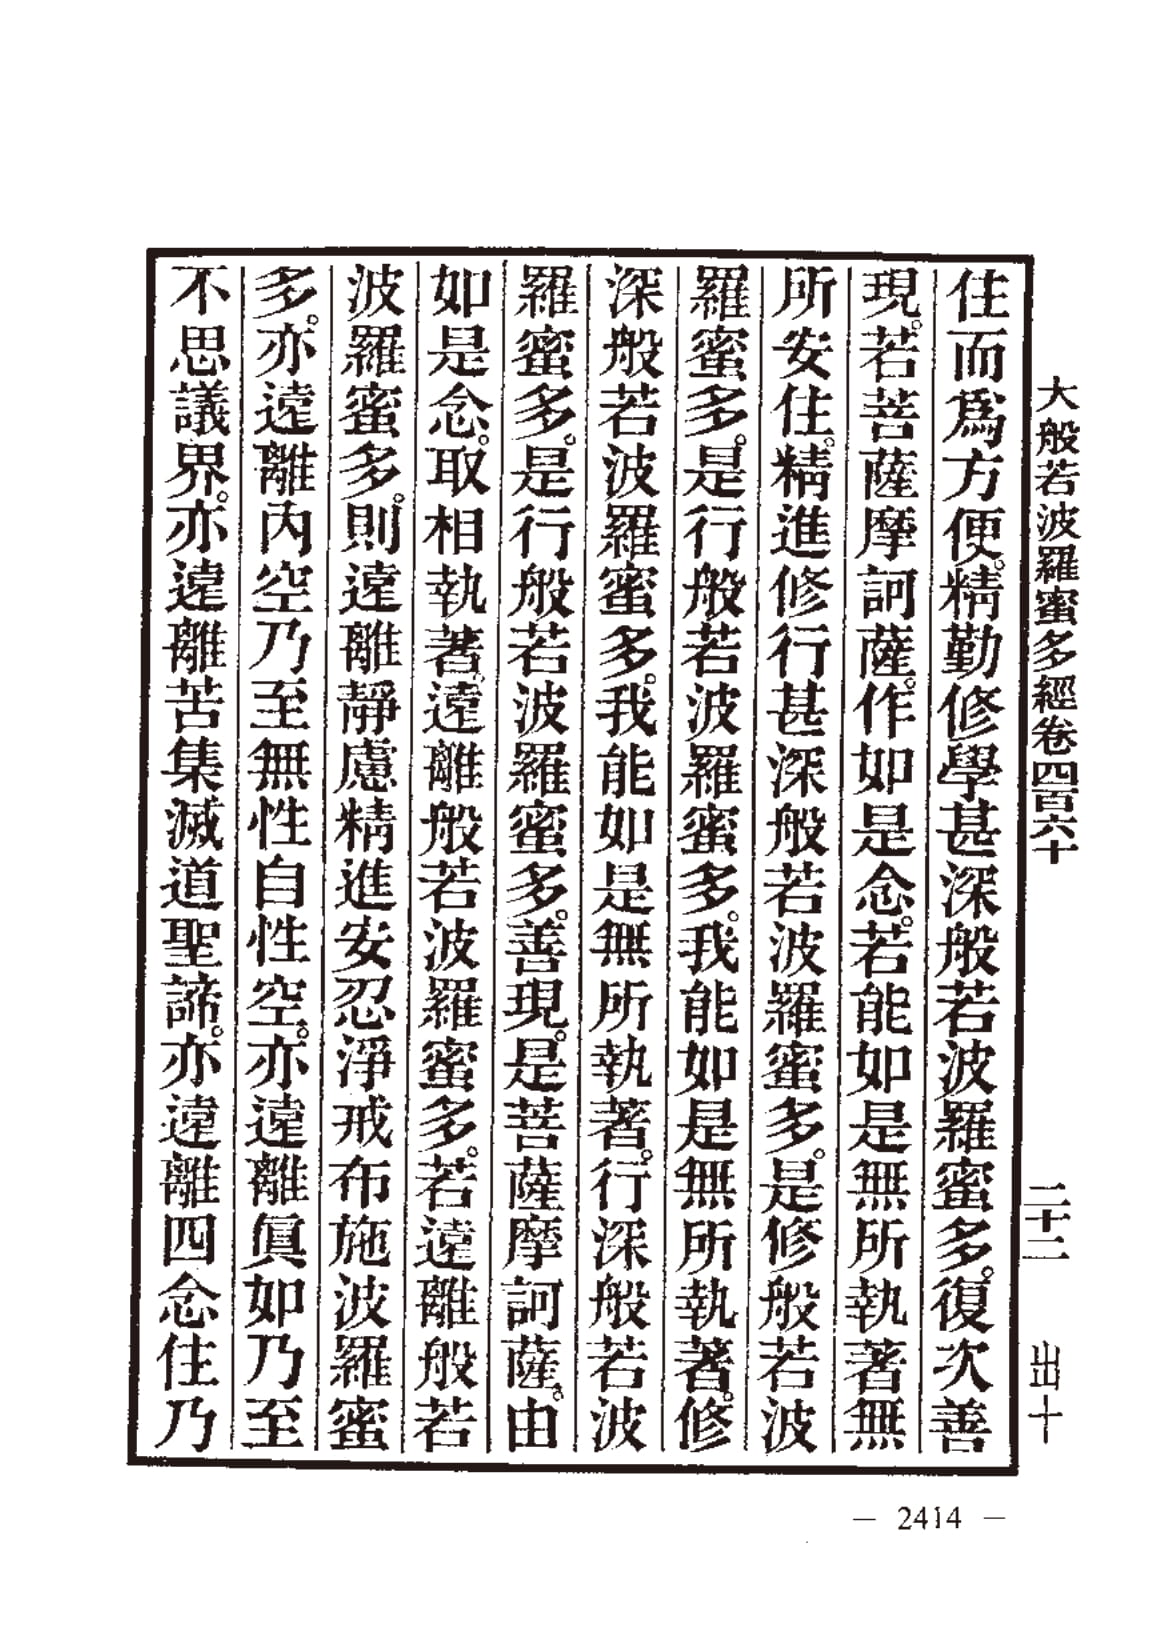 大般若波羅蜜多經卷四百六十 二十二 出十
住而爲方便。精勤修學甚深般若波羅蜜多。復次善
現。若菩薩摩訶薩。作如是念。若能如是無所執著無
所安住。精進修行甚深般若波羅蜜多。是修般若波
羅蜜多。是行般若波羅蜜多。我能如是無所執著。修
深般若波羅蜜多。我能如是無所執著。行深般若波
羅蜜多。是行般若波羅蜜多。善現。是菩薩摩訶薩。由
如是念。取相執著。遠離般若波羅蜜多。若遠離般若
波羅蜜多。則遠離靜慮精進安忍淨戒布施波羅蜜
多。亦遠離內空乃至無性自性空。亦遠離眞如乃至
不思議界。亦遠離苦集滅道聖諦。亦遠離四念住乃
— 2414 —